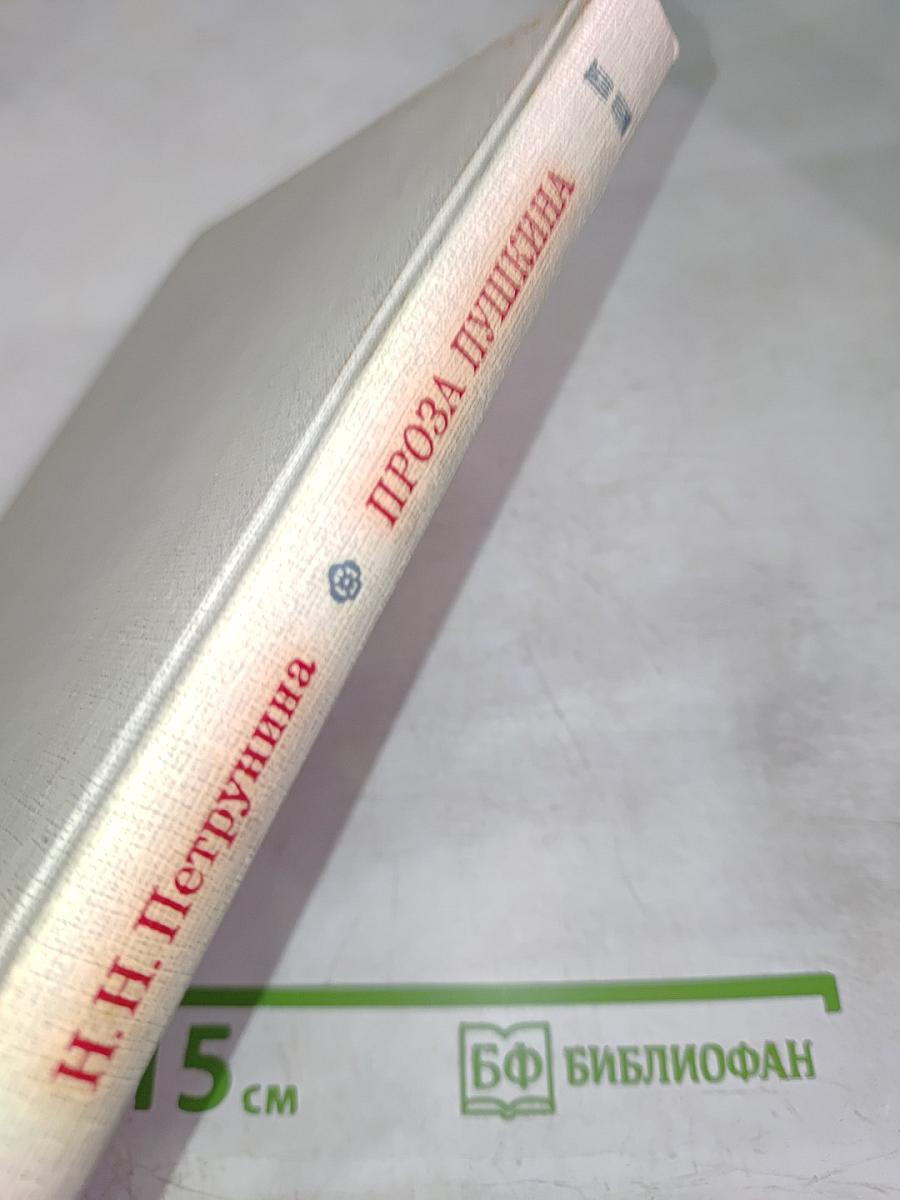 Н. Н. Петрунина
ПРОЗА ПУШКИНА
15 см
БФ БИБЛИОФАН